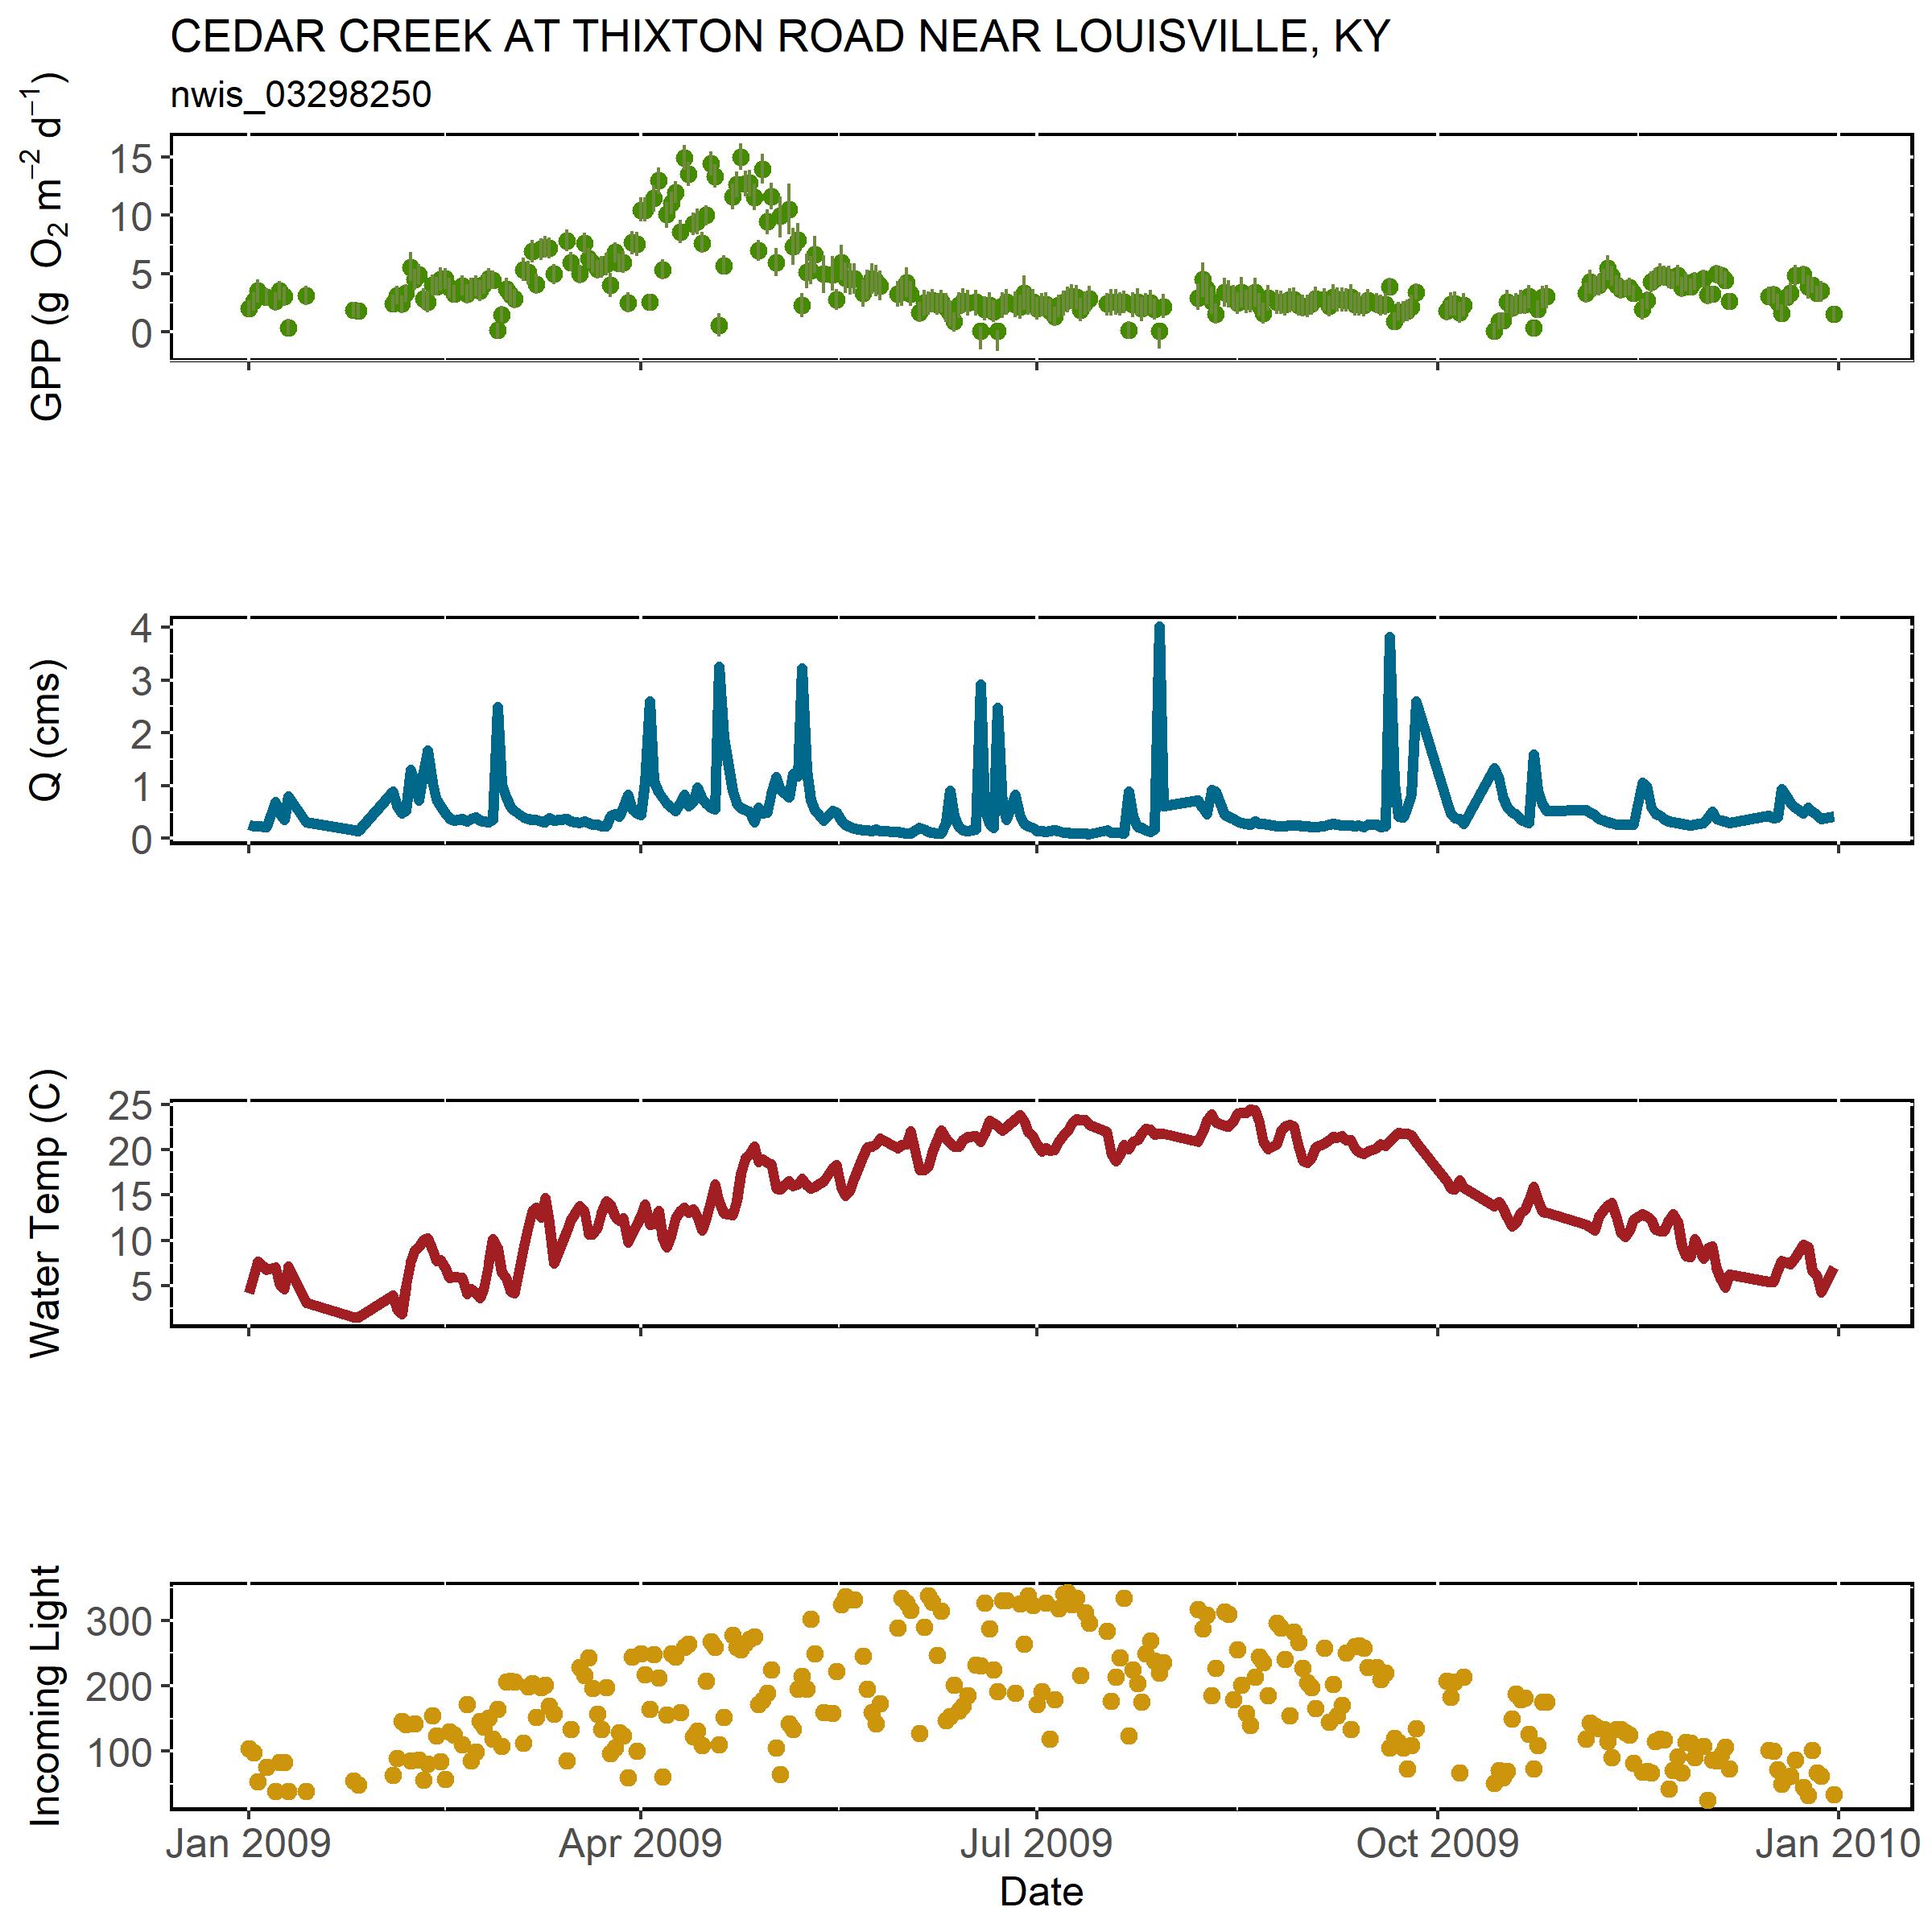 CEDAR CREEK AT THIXTON ROAD NEAR LOUISVILLE, KY
nwis_03298250
GPP (g O₂ m⁻² d⁻¹)
15
10
5
0
Q (cms)
4
3
2
1
0
Water Temp (C)
25
20
15
10
5
Incoming Light
300
200
100
Jan 2009 Apr 2009 Jul 2009 Oct 2009 Jan 2010
Date